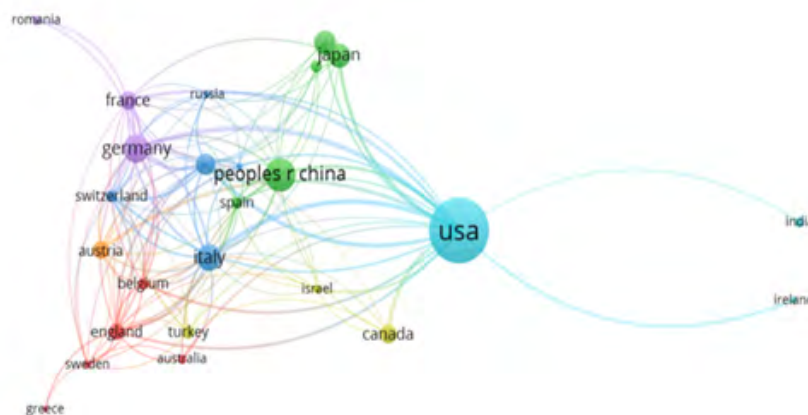 romania
japan
france
russia
germany
peoples r china
switzerland
spain
usa
india
austria
italy
belgium
israel
ireland
england
turkey
canada
sweden
australia
greece